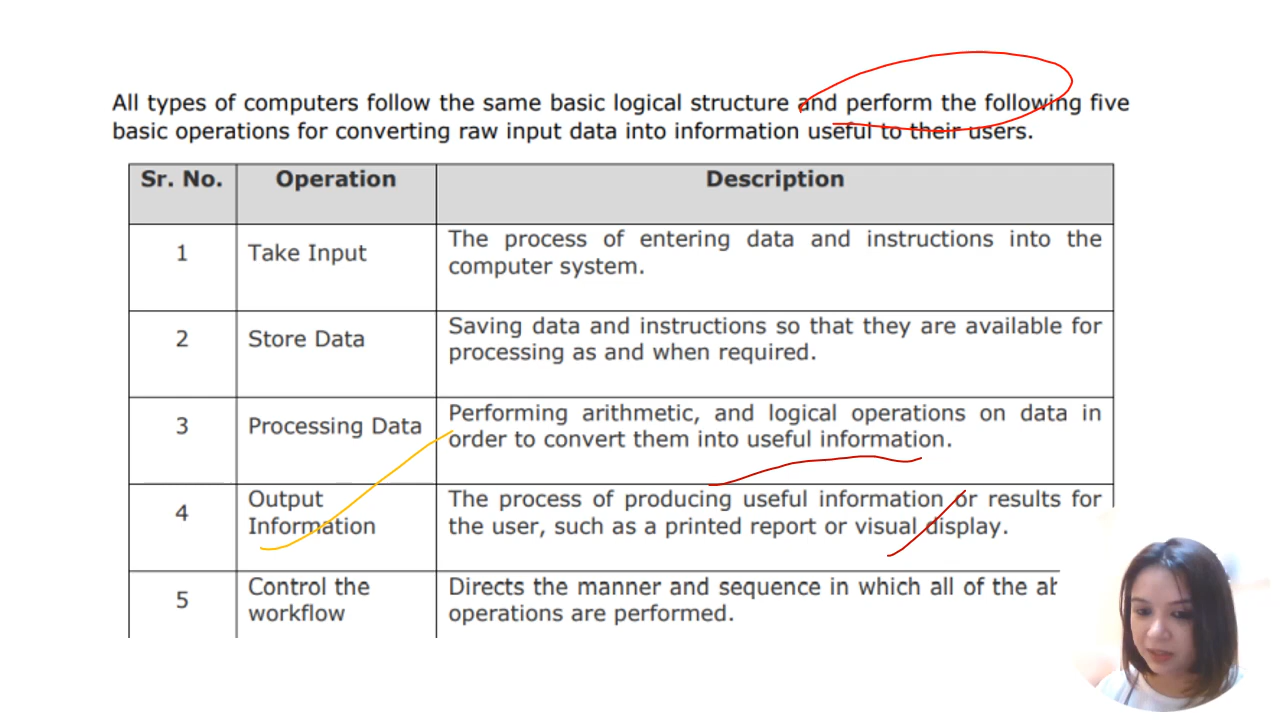 All types of computers follow the same basic logical structure and perform the following five
basic operations for converting raw input data into information useful to their users.
Sr. No. Operation Description
1 Take Input The process of entering data and instructions into the
computer system.
2 Store Data Saving data and instructions so that they are available for
processing as and when required.
3 Processing Data Performing arithmetic, and logical operations on data in
order to convert them into useful information.
4 Output Information The process of producing useful information or results for
the user, such as a printed report or visual display.
5 Control the workflow Directs the manner and sequence in which all of the
operations are performed.